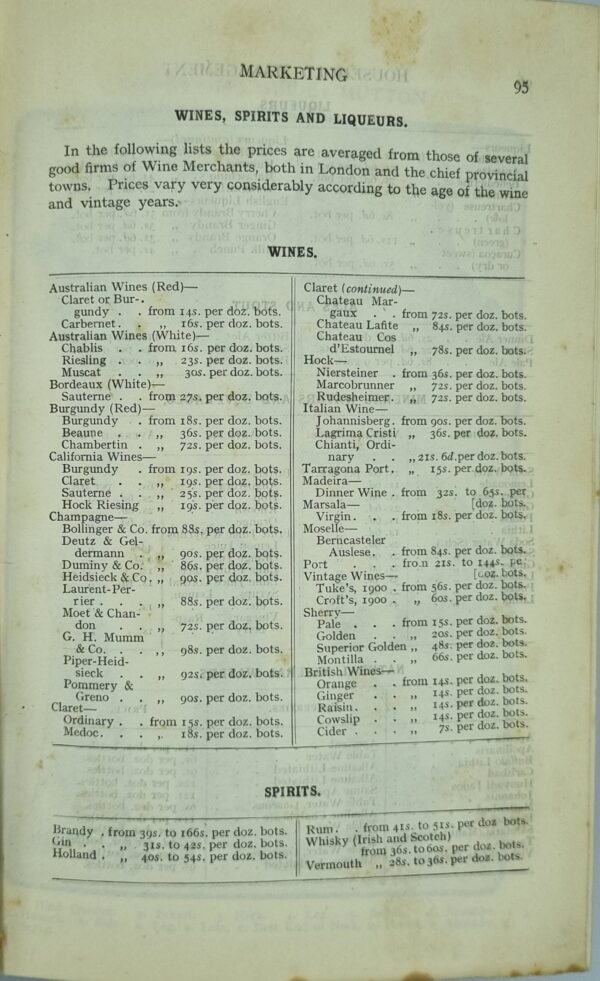 MARKETING
95
WINES, SPIRITS AND LIQUEURS.
In the following lists the prices are averaged from those of several
good firms of Wine Merchants, both in London and the chief provincial
towns. Prices vary very considerably according to the age of the wine
and vintage years.
WINES.
Australian Wines (Red)—
Claret or Bur-.
gundy . . from 14s. per doz. bots.
Carbernet. . ,, 16s. per doz. bots.
Australian Wines (White)—
Chablis . . from 16s. per doz. bots.
Riesling . . ,, 23s. per doz. bots.
Muscat . . ,, 30s. per doz. bots.
Bordeaux (White)—
Sauterne . . from 27s. per doz. bots.
Burgundy (Red)—
Burgundy . from 18s. per doz. bots.
Beaune . . ,, 36s. per doz. bots.
Chambertin . ,, 72s. per doz. bots.
California Wines—
Burgundy . from 19s. per doz. bots.
Claret . . ,, 19s. per doz. bots.
Sauterne . . ,, 25s. per doz. bots.
Hock Riesing ,, 19s. per doz. bots.
Champagne—
Bollinger & Co. from 88s. per doz. bots.
Deutz & Gel-
dermann . ,, 90s. per doz. bots.
Duminy & Co. ,, 86s. per doz. bots.
Heidsieck & Co. ,, 90s. per doz. bots.
Laurent-Per-
rier . . . ,, 88s. per doz. bots.
Moet & Chan-
don . . ,, 72s. per doz. bots.
G. H. Mumm
& Co. . . ,, 98s. per doz. bots.
Piper-Heid-
sieck . . ,, 92s. per doz. bots.
Pommery &
Greno . . ,, 90s. per doz. bots.
Claret—
Ordinary . . from 15s. per doz. bots.
Medoc. . . ,, 18s. per doz. bots.
Claret (continued)—
Chateau Mar-
gaux . . from 72s. per doz. bots.
Chateau Lafite ,, 84s. per doz. bots.
Chateau Cos
d'Estournel ,, 78s. per doz. bots.
Hock—
Niersteiner . from 36s. per doz. bots.
Marcobrunner ,, 72s. per doz. bots.
Rudesheimer. ,, 72s. per doz. bots.
Italian Wine—
Johannisberg. from 90s. per doz. bots.
Lagrima Cristi ,, 36s. per doz. bots.
Chianti, Ordi-
nary . . ,, 21s. 6d. per doz. bots.
Tarragona Port. ,, 15s. per doz. bots.
Madeira—
Dinner Wine . from 32s. to 65s. per
Marsala— [doz. bots.
Virgin. . . from 18s. per doz. bots.
Moselle—
Berncasteler
Auslese. . from 84s. per doz. bots.
Port . . . fro.n 21s. to 144s. pe
Vintage Wines— [doz. bots.
Tuke's, 1900 . from 56s. per doz. bots.
Croft's, 1900 . ,, 60s. per doz. bots.
Sherry—
Pale . . . from 15s. per doz. bots.
Golden . . ,, 20s. per doz. bots.
Superior Golden ,, 48s. per doz. bots.
Montilla . . ,, 66s. per doz. bots.
British Wines—
Orange . . from 14s. per doz. bots.
Ginger . . ,, 14s. per doz. bots.
Raisin. . . ,, 14s. per doz. bots.
Cowslip . . ,, 14s. per doz. bots.
Cider . . . ,, 7s. per doz. bots.
SPIRITS.
Brandy . from 39s. to 166s. per doz. bots.
Gin . . ,, 31s. to 42s. per doz. bots.
Holland . ,, 40s. to 54s. per doz. bots.
Rum. . from 41s. to 51s. per doz bots.
Whisky (Irish and Scotch)
from 36s. to 60s. per doz. bots.
Vermouth ,, 28s. to 36s. per doz. bots.